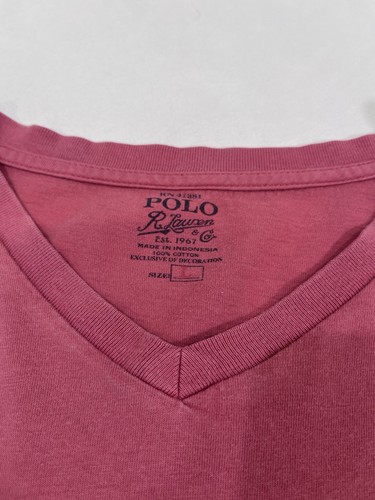 POLO
R. Lauren
& Co
EST. 1967
MADE IN INDONESIA
100% COTTON
EXCLUSIVE OF DECORATION
SIZE: